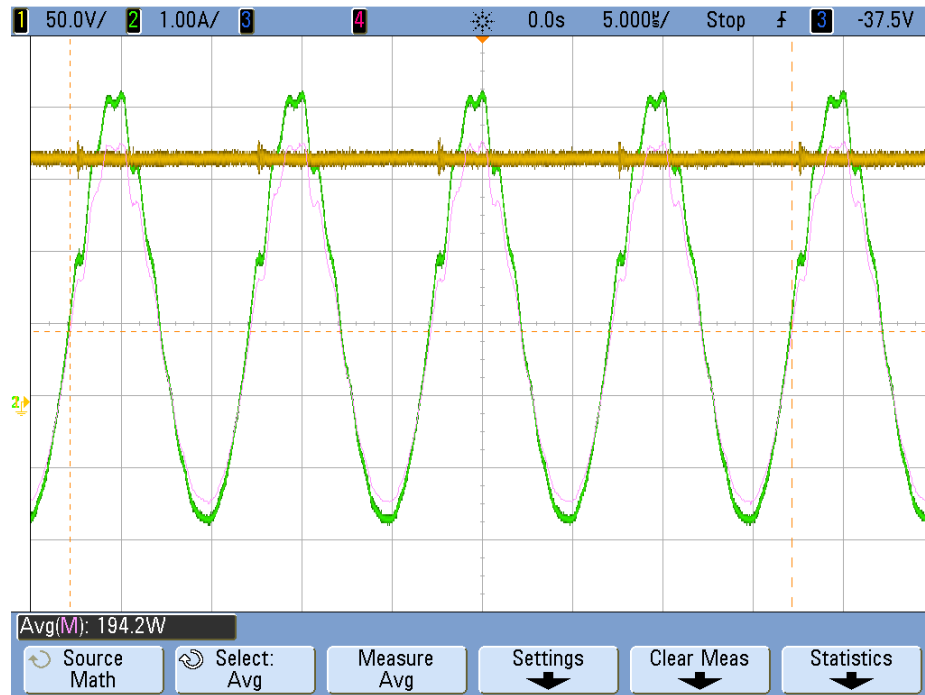 1 50.0V/ 2 1.00A/ 3 4 0.0s 5.000µs/ Stop 3 -37.5V
2
Avg(M): 194.2W
Source Math
Select: Avg
Measure Avg
Settings
Clear Meas
Statistics